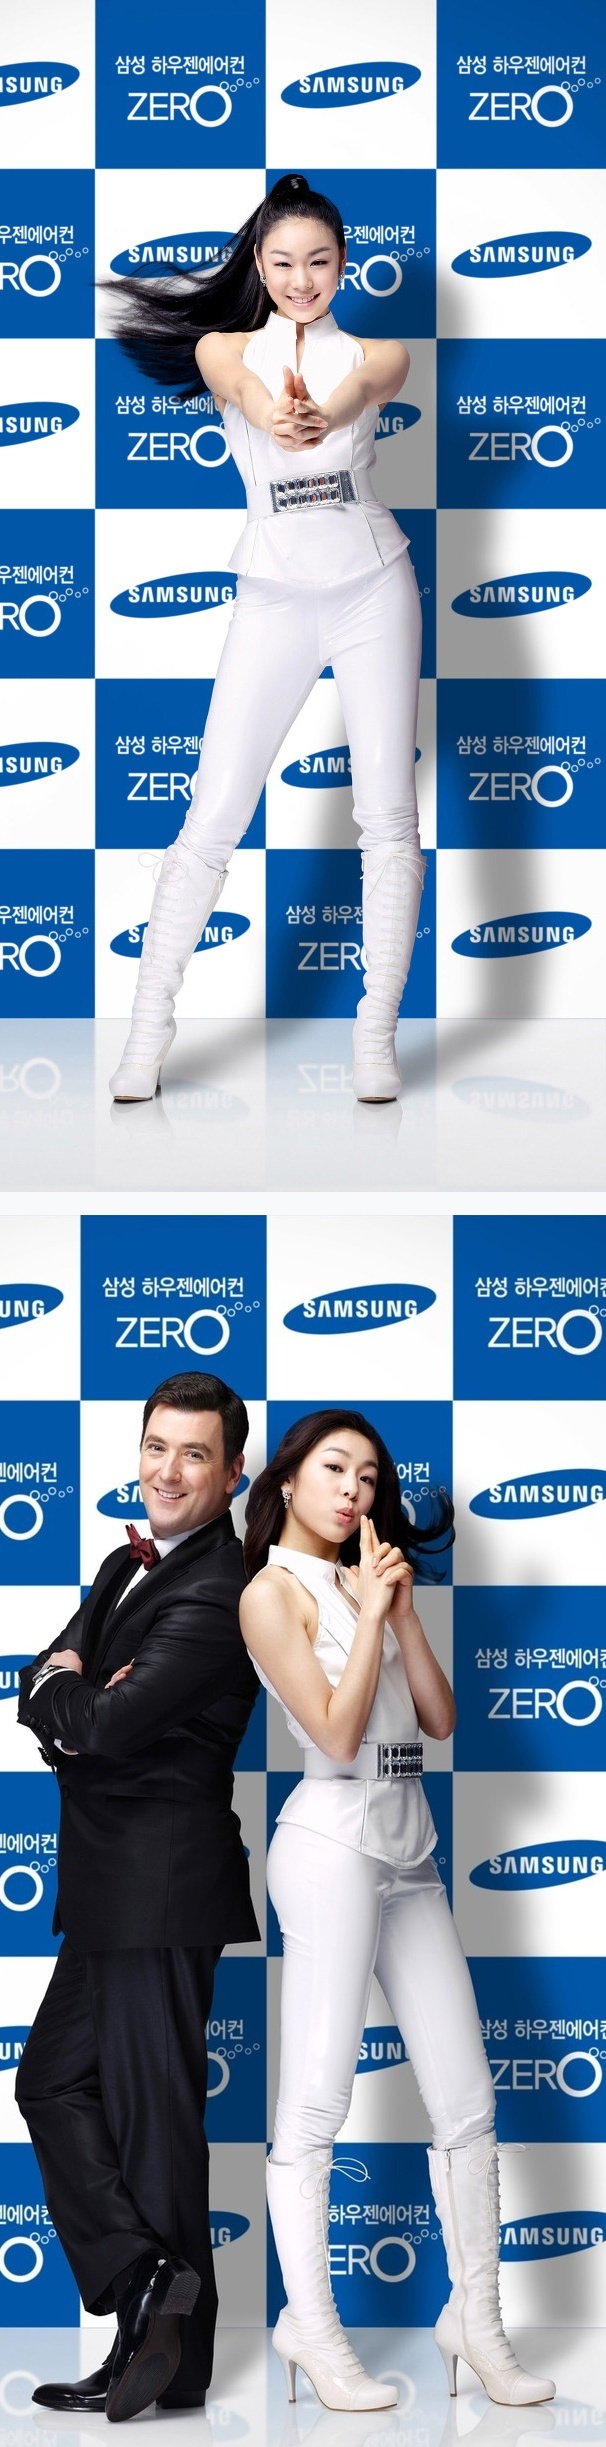 SUNG
삼성 하우젠에어컨
ZERO
SAMSUNG
삼성 하우젠에어컨
ZERO
우젠에어컨
RO
SAMSUNG
젠에어컨
RO
SAMSUNG
SUNG
삼성 하우젠에
ZERO
NG
삼성 하우젠에어컨
ZERO
우젠에어컨
RO
SAMSUNG
SAMSUNG
SUNG
삼성 하우
ZER
SAM
삼성 하우젠에어컨
ZERO
우젠에어컨
RO
SA
삼성 하우젠
ZER
SAMSUNG
UNG
삼성 하우젠에어컨
ZERO
SAMSUNG
삼성 하우젠에어
ZERO
에어컨
O
SA
어컨
SAMSUNG
삼성 하우젠에어
ZERO
에어컨
O
SAMSUNG
UN
어컨
O
SUNG
삼성 하우젠에어
ZERO
에어컨
O
G
하우젠에어컨
ERO
AMSUNG